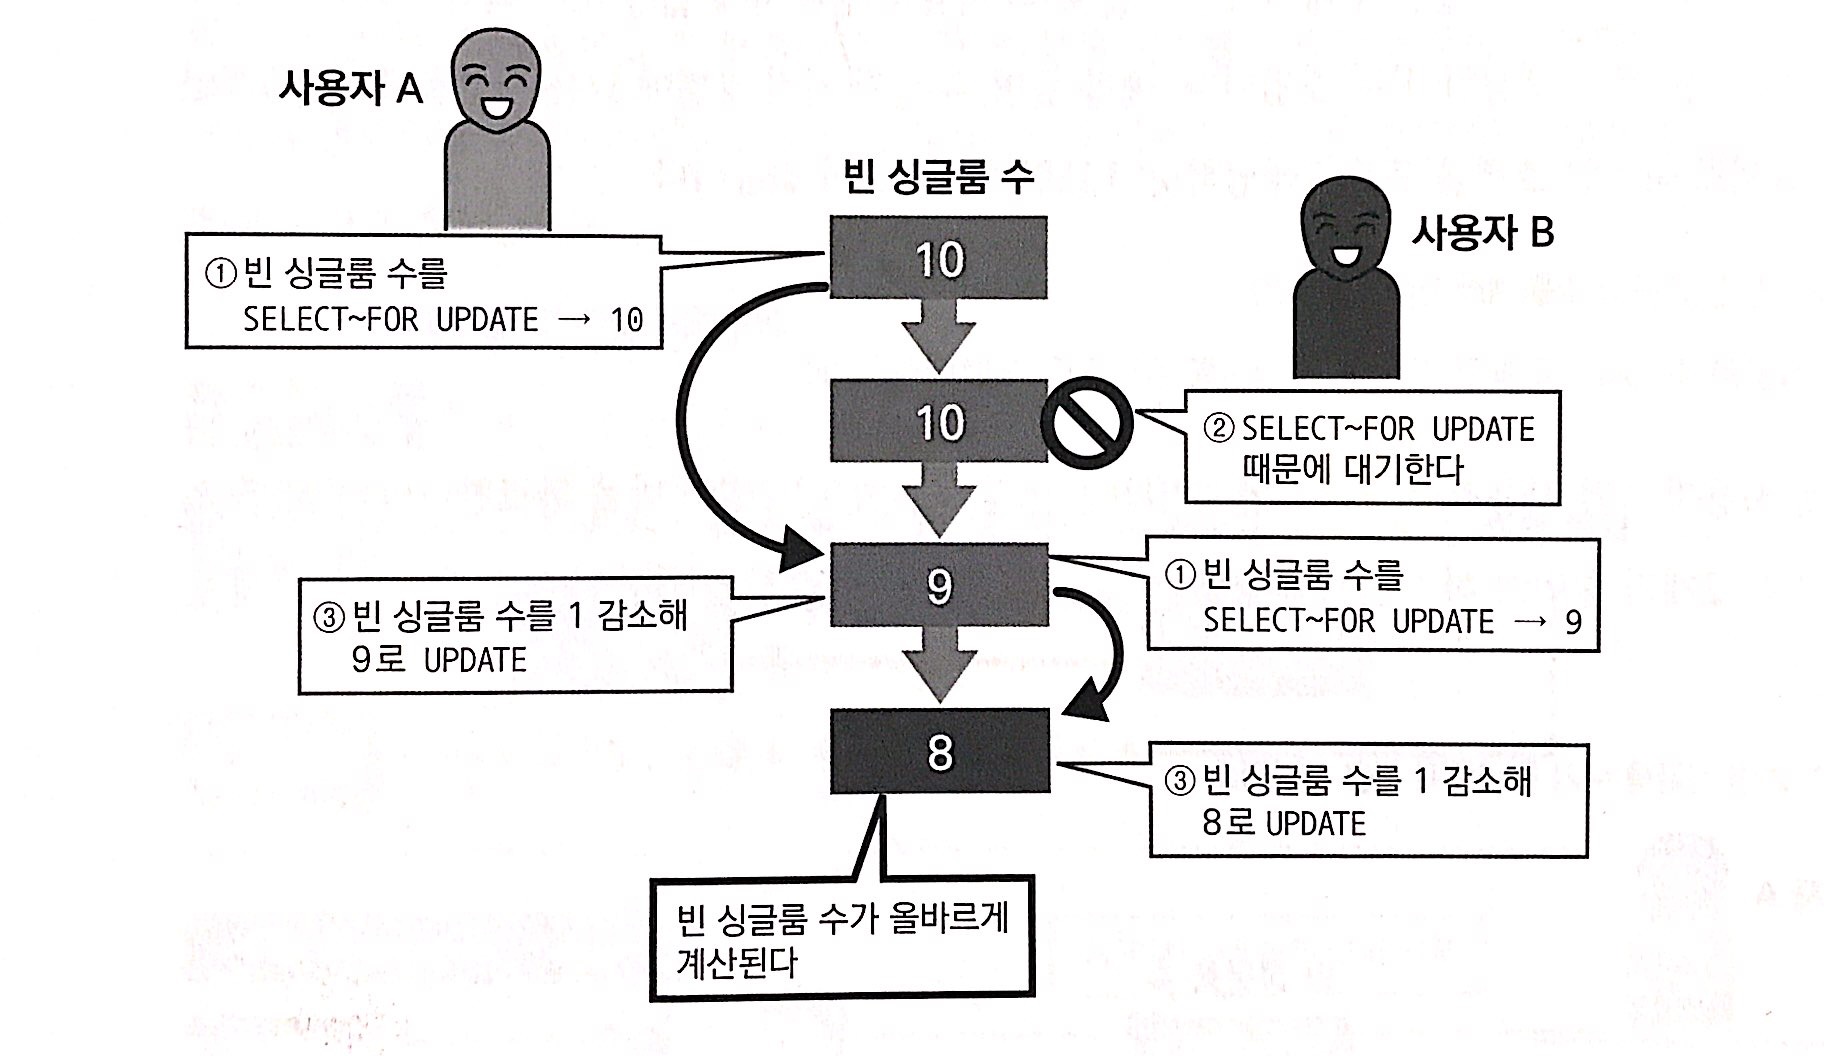 사용자 A
빈 싱글룸 수
사용자 B
10
① 빈 싱글룸 수를
SELECT~FOR UPDATE → 10
10
② SELECT~FOR UPDATE
때문에 대기한다
9
① 빈 싱글룸 수를
SELECT~FOR UPDATE → 9
③ 빈 싱글룸 수를 1 감소해
9로 UPDATE
8
③ 빈 싱글룸 수를 1 감소해
8로 UPDATE
빈 싱글룸 수가 올바르게
계산된다